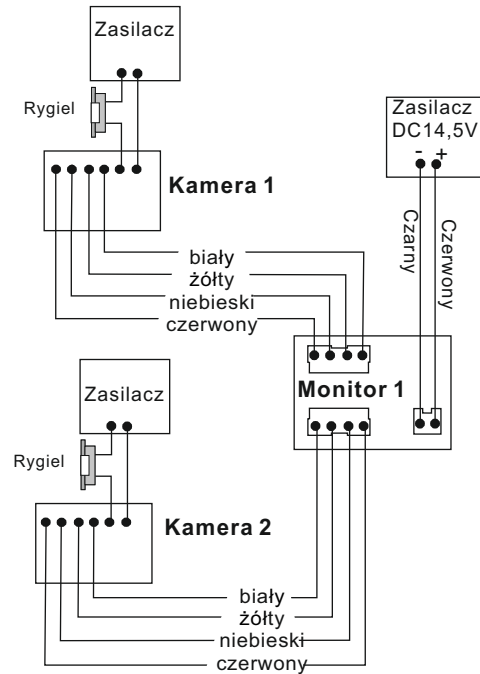 Zasilacz
Rygiel
Kamera 1
Zasilacz
DC14,5V
- +
Czarny
Czerwony
biały
żółty
niebieski
czerwony
Monitor 1
Zasilacz
Rygiel
Kamera 2
biały
żółty
niebieski
czerwony